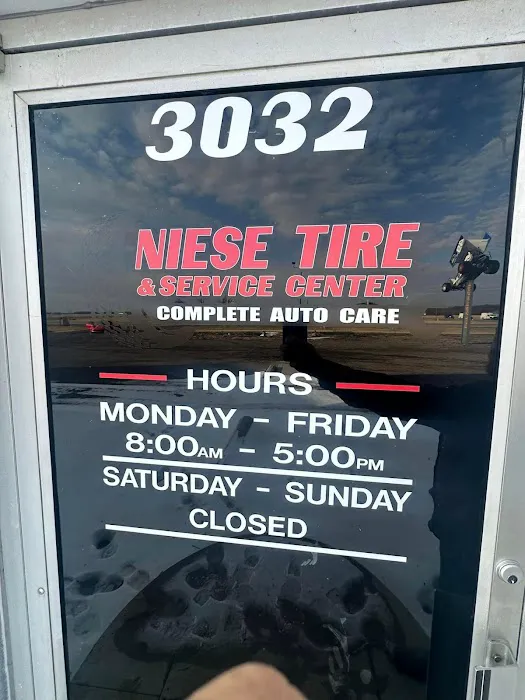 3032
NIESE TIRE
& SERVICE CENTER
COMPLETE AUTO CARE
HOURS
MONDAY - FRIDAY
8:00AM - 5:00PM
SATURDAY - SUNDAY
CLOSED